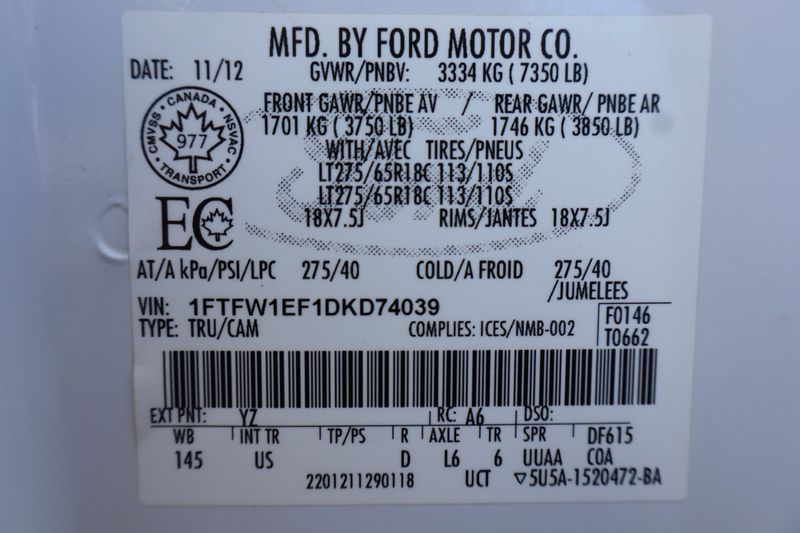 MFD. BY FORD MOTOR CO.
DATE: 11/12 GVWR/PNBV: 3334 KG ( 7350 LB)
FRONT GAWR/PNBE AV / REAR GAWR/ PNBE AR
1701 KG ( 3750 LB) 1746 KG ( 3850 LB)
WITH/AVEC TIRES/PNEUS
LT275/65R18C 113/110S
LT275/65R18C 113/110S
18X7.5J RIMS/JANTES 18X7.5J
CANADA
CMVSS NSVAC
977
TRANSPORT
EC
AT/A kPa/PSI/LPC 275/40 COLD/A FROID 275/40
/JUMELEES
VIN: 1FTFW1EF1DKD74039 F0146
TYPE: TRU/CAM COMPLIES: ICES/NMB-002 T0662
EXT PNT: YZ RC: A6 DSO:
WB INT TR TP/PS R AXLE TR SPR DF615
145 US D L6 6 UUAA COA
2201211290118 UCT ▽5U5A-1520472-BA